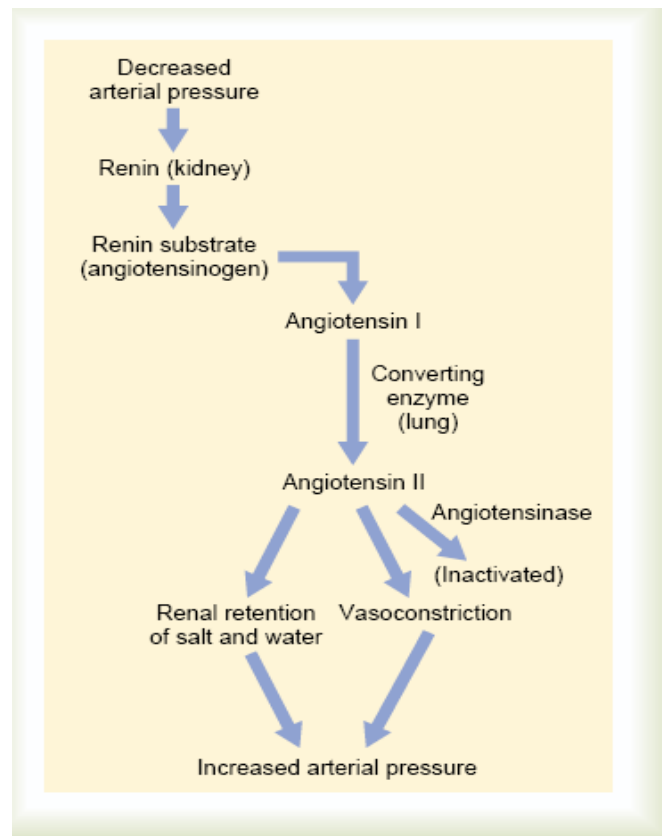 Decreased
arterial pressure
Renin (kidney)
Renin substrate
(angiotensinogen)
Angiotensin I
Converting
enzyme
(lung)
Angiotensin II
Angiotensinase
(Inactivated)
Renal retention
of salt and water
Vasoconstriction
Increased arterial pressure